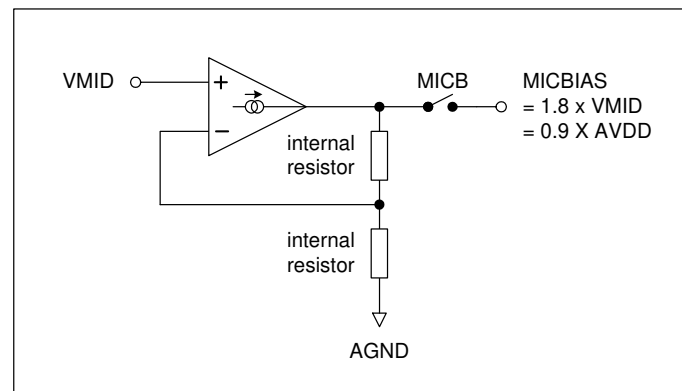 VMID
+
−
MICB
MICBIAS
= 1.8 x VMID
= 0.9 X AVDD
internal
resistor
internal
resistor
AGND